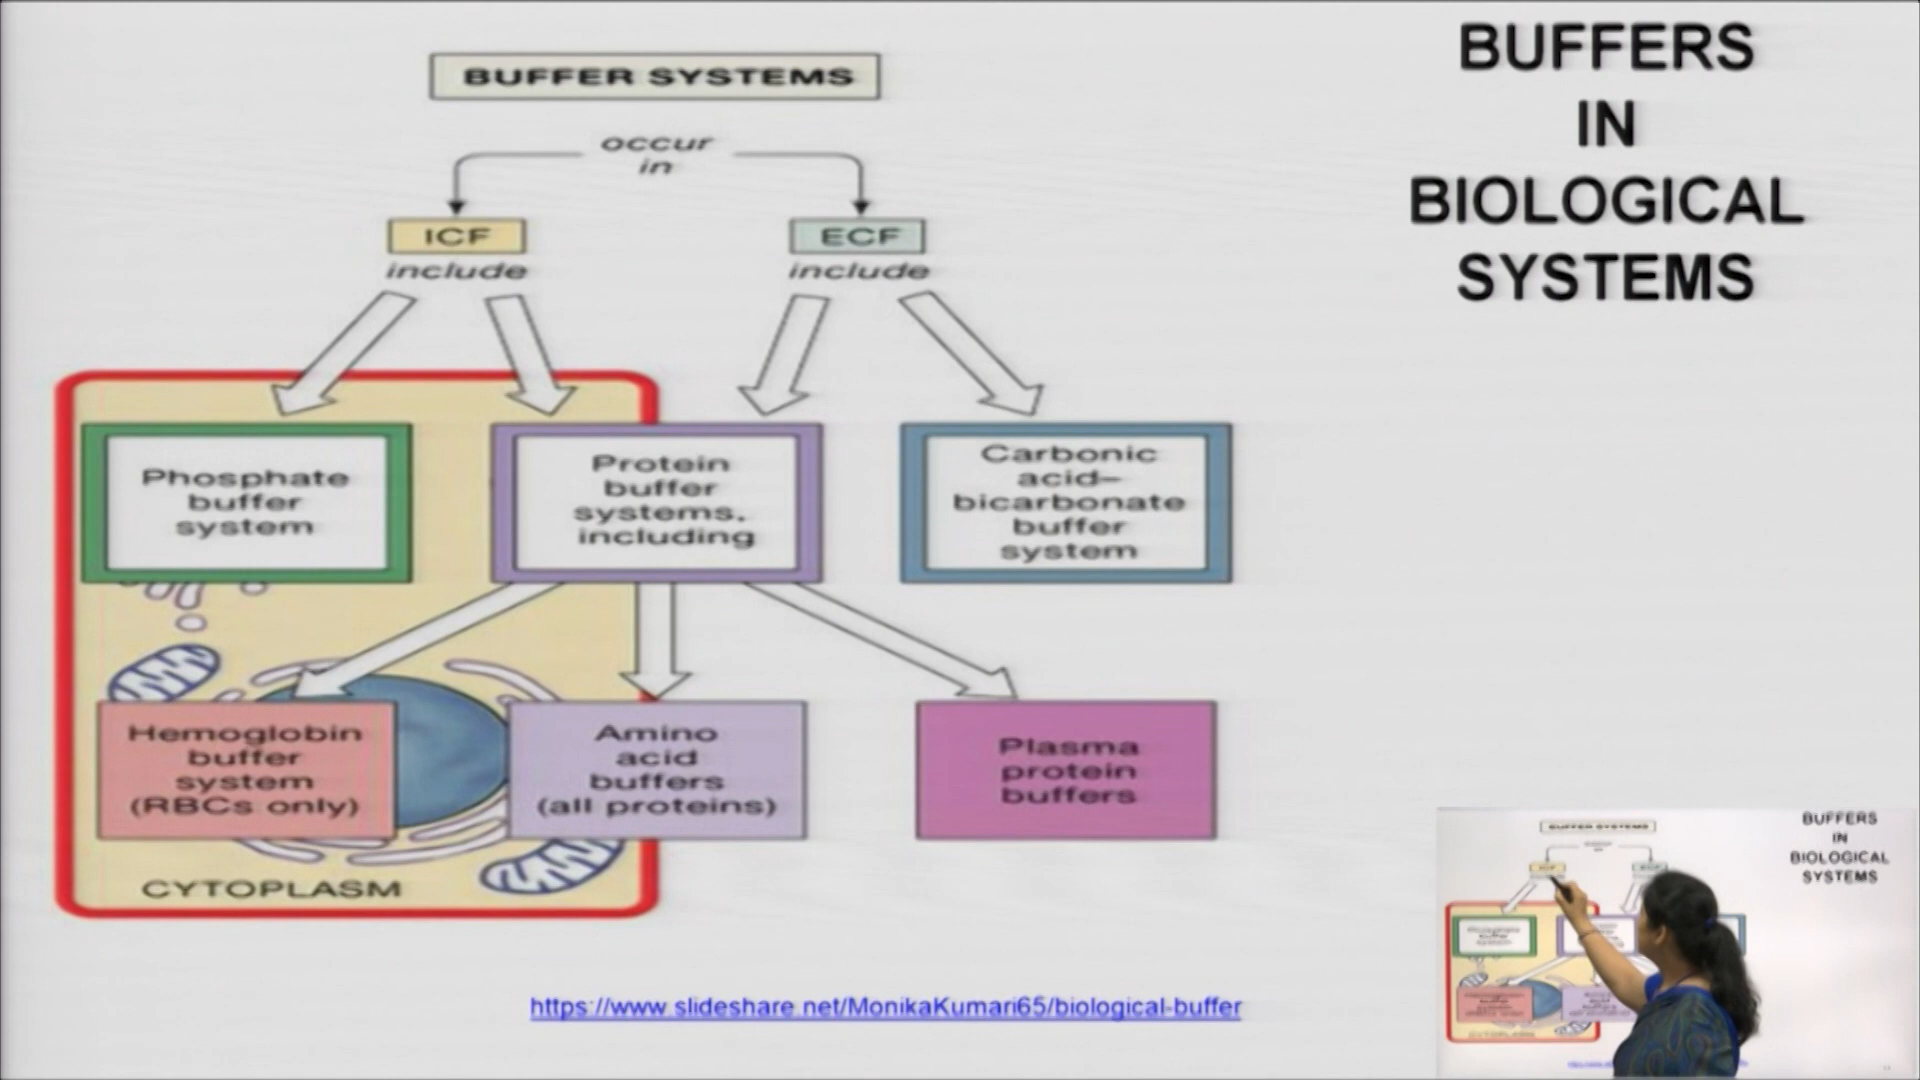 BUFFERS
IN
BIOLOGICAL
SYSTEMS
BUFFER SYSTEMS
occur
in
ICF
ECF
include
include
Phosphate
buffer
system
Protein
buffer
systems,
including
Carbonic
acid–
bicarbonate
buffer
system
Hemoglobin
buffer
system
(RBCs only)
Amino
acid
buffers
(all proteins)
Plasma
protein
buffers
CYTOPLASM
https://www.slideshare.net/MonikaKumari65/biological-buffer
BUFFERS
IN
BIOLOGICAL
SYSTEMS
BUFFER SYSTEMS